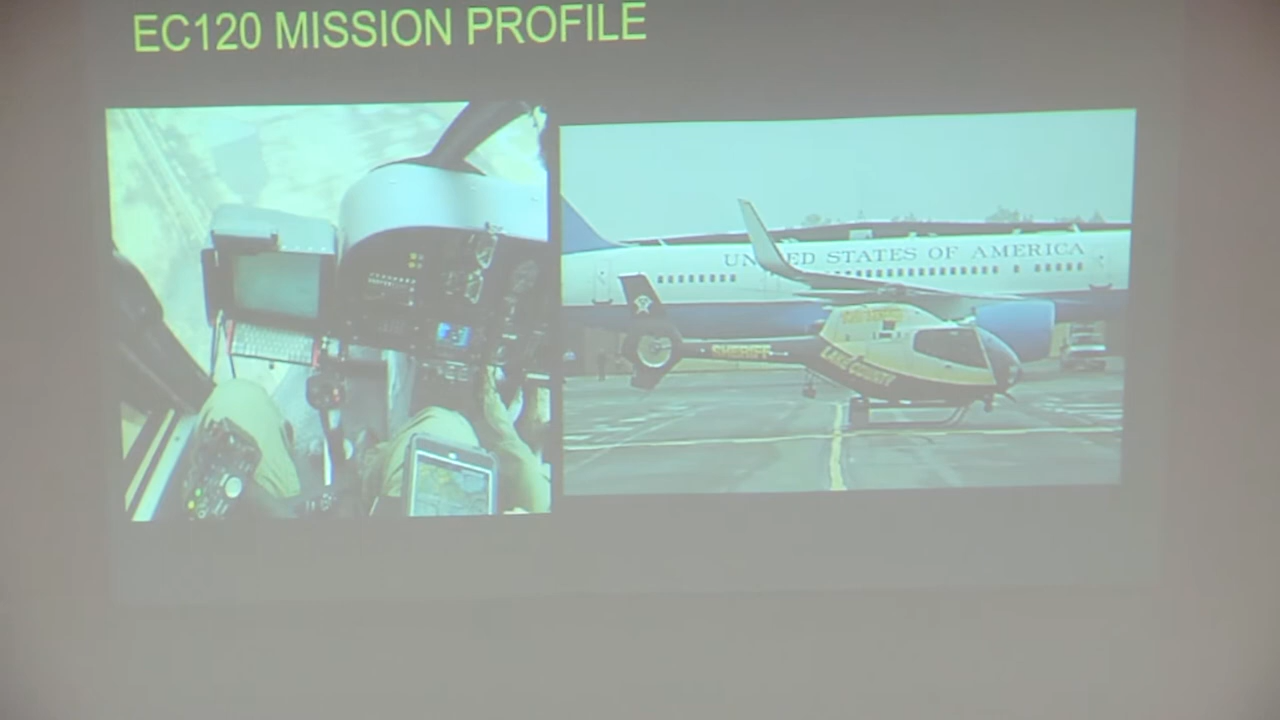 EC120 MISSION PROFILE
UNITED STATES OF AMERICA
SHERIFF
LAKE COUNTY